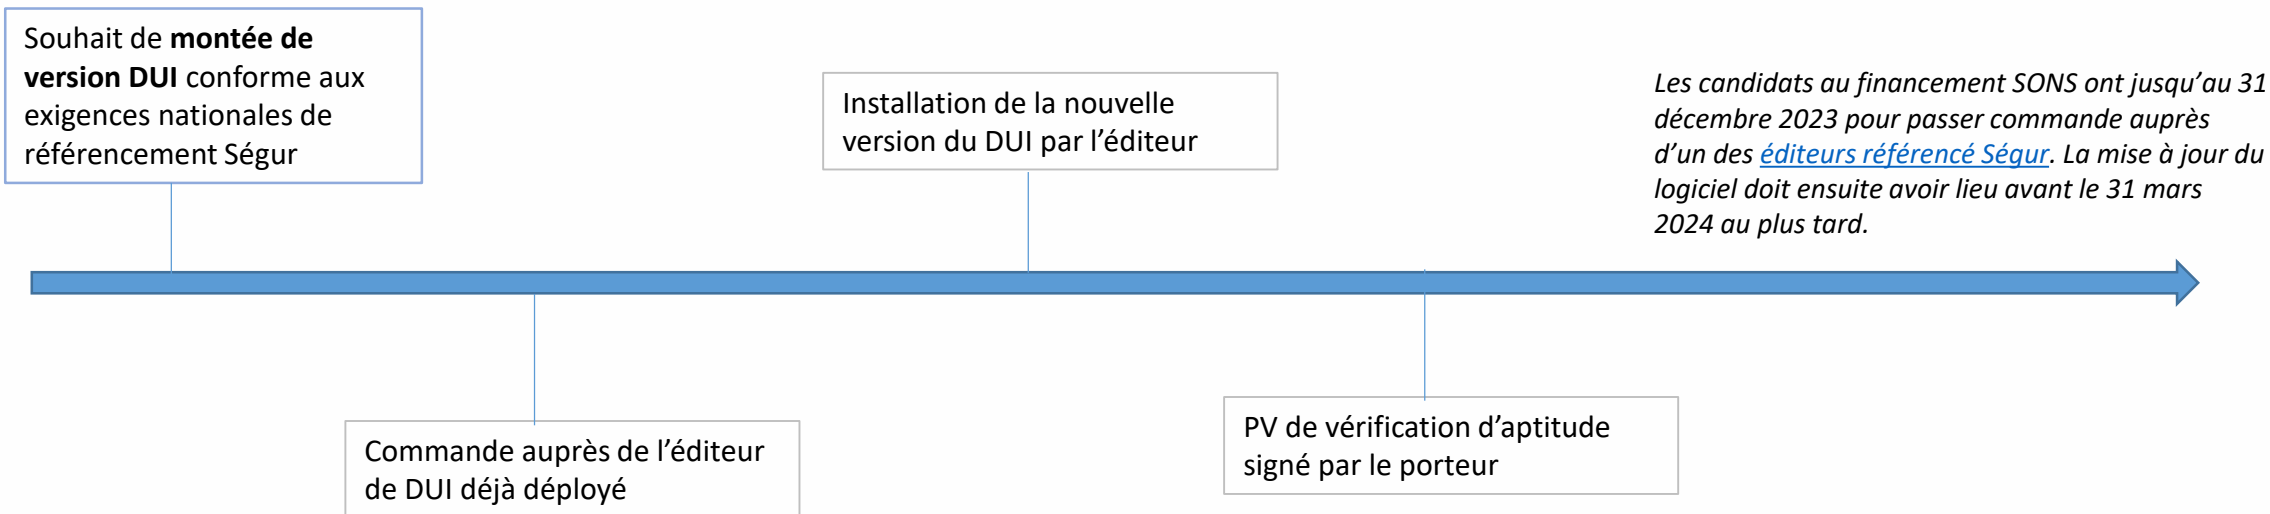 Souhait de montée de
version DUI conforme aux
exigences nationales de
référencement Ségur
Installation de la nouvelle
version du DUI par l’éditeur
Les candidats au financement SONS ont jusqu’au 31
décembre 2023 pour passer commande auprès
d’un des éditeurs référencé Ségur. La mise à jour du
logiciel doit ensuite avoir lieu avant le 31 mars
2024 au plus tard.
Commande auprès de l’éditeur
de DUI déjà déployé
PV de vérification d’aptitude
signé par le porteur